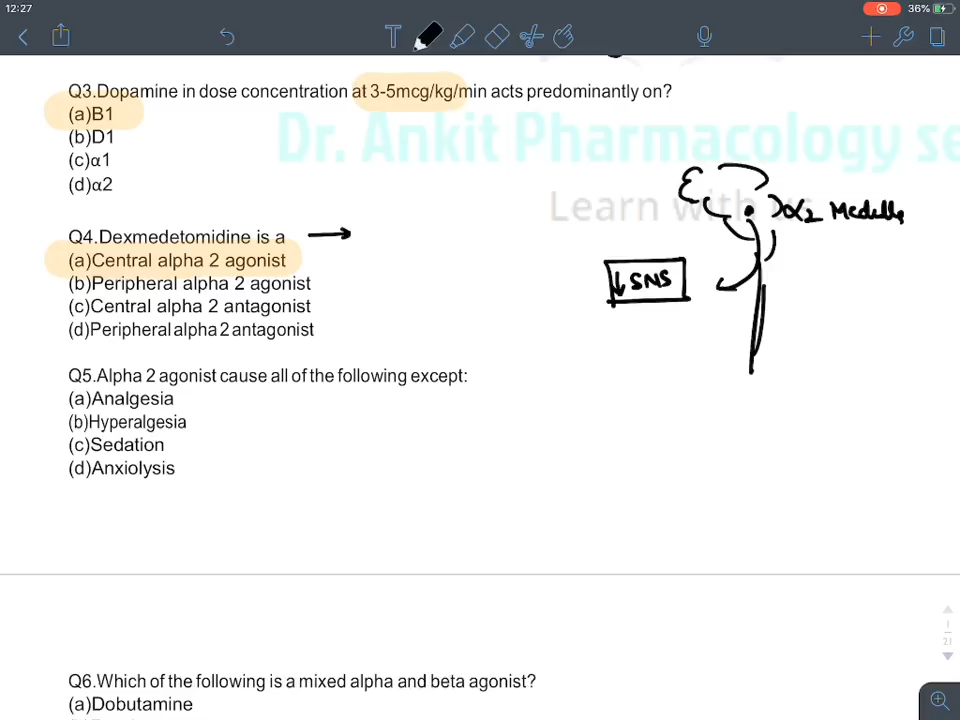 12:27
36%
T
Q3.Dopamine in dose concentration at 3-5mcg/kg/min acts predominantly on?
(a)B1
(b)D1
(c)α1
(d)α2
Dr. Ankit Pharmacology se
Learn with us
α2 Medulla
↓ SNS
Q4.Dexmedetomidine is a
(a)Central alpha 2 agonist
(b)Peripheral alpha 2 agonist
(c)Central alpha 2 antagonist
(d)Peripheral alpha 2 antagonist
Q5.Alpha 2 agonist cause all of the following except:
(a)Analgesia
(b)Hyperalgesia
(c)Sedation
(d)Anxiolysis
1
21
Q6.Which of the following is a mixed alpha and beta agonist?
(a)Dobutamine